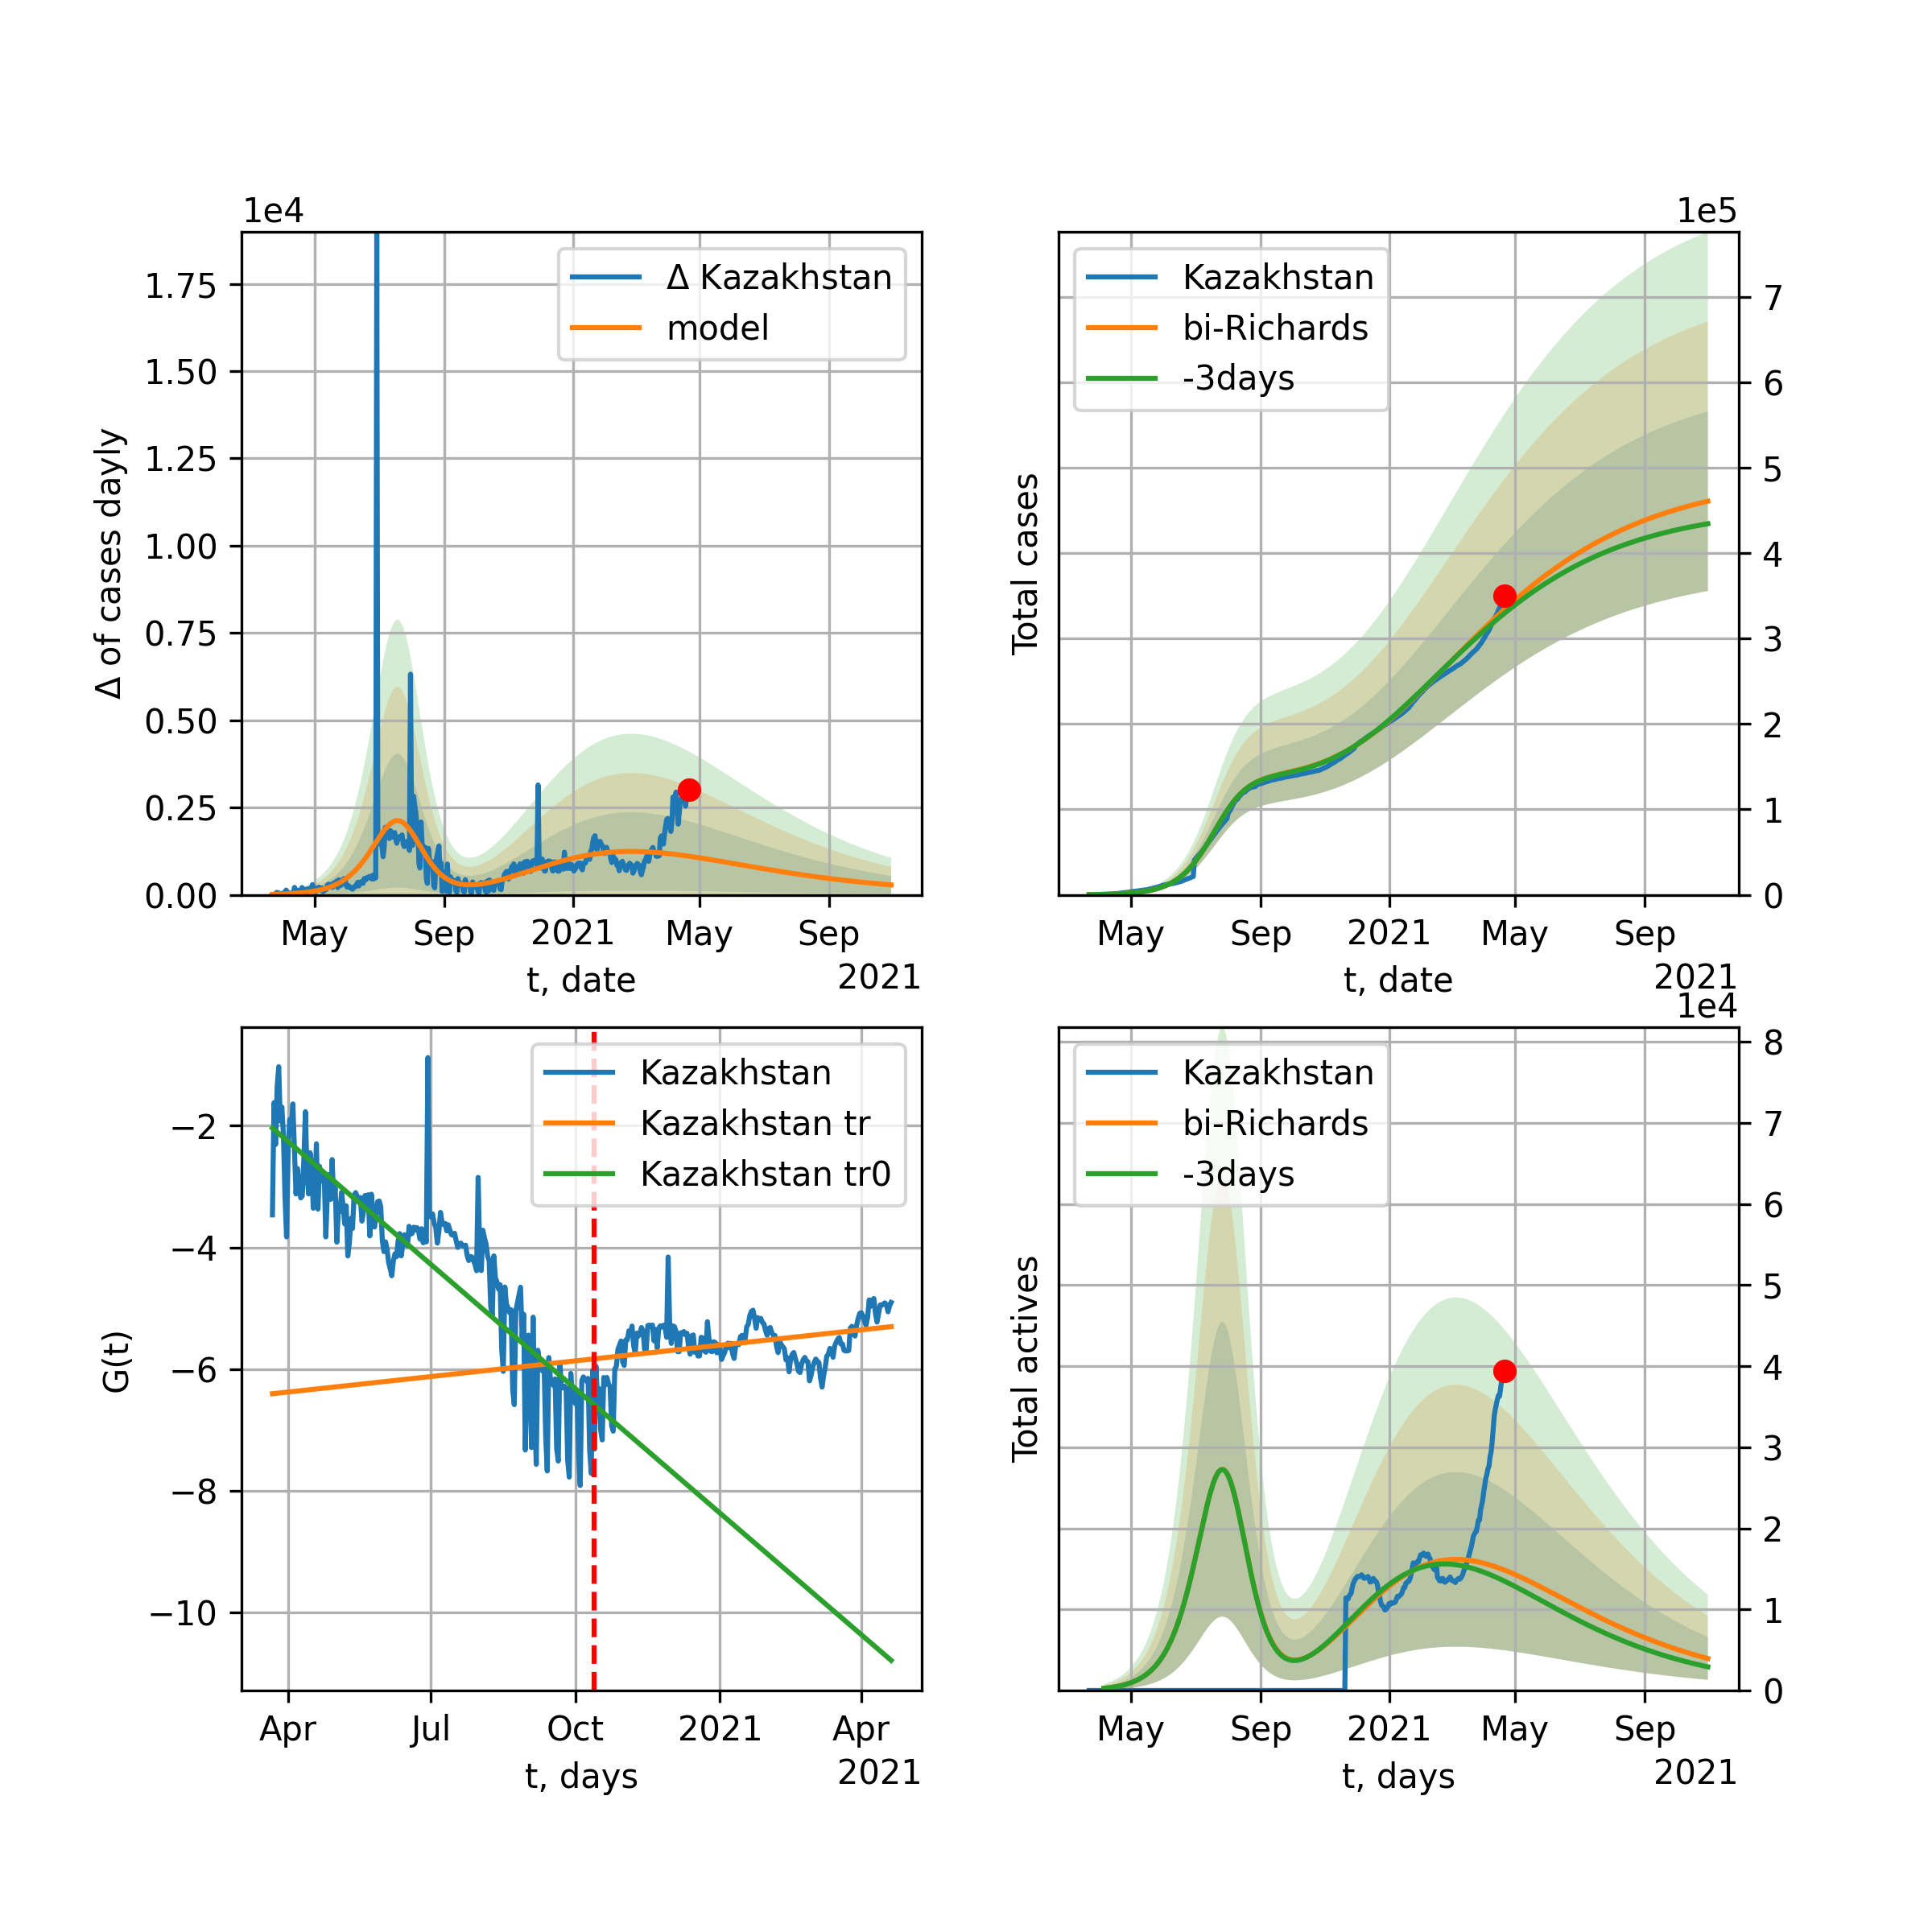 1e4
Δ of cases dayly
1.75
1.50
1.25
1.00
0.75
0.50
0.25
0.00
Δ Kazakhstan
model
May Sep 2021 May Sep
t, date
2021
1e5
Total cases
Kazakhstan
bi-Richards
-3days
7
6
5
4
3
2
1
0
May Sep 2021 May Sep
t, date
2021
G(t)
−2
−4
−6
−8
−10
Kazakhstan
Kazakhstan tr
Kazakhstan tr0
Apr Jul Oct 2021 Apr
t, days
2021
1e4
Total actives
Kazakhstan
bi-Richards
-3days
8
7
6
5
4
3
2
1
0
May Sep 2021 May Sep
t, days
2021